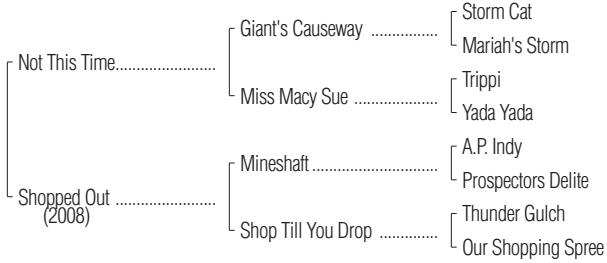 Storm Cat
Giant's Causeway ................
Mariah's Storm
Not This Time.......................
Trippi
Miss Macy Sue ....................
Yada Yada
A.P. Indy
Mineshaft ..............................
Prospectors Delite
Shopped Out .......................
(2008)
Thunder Gulch
Shop Till You Drop ..............
Our Shopping Spree